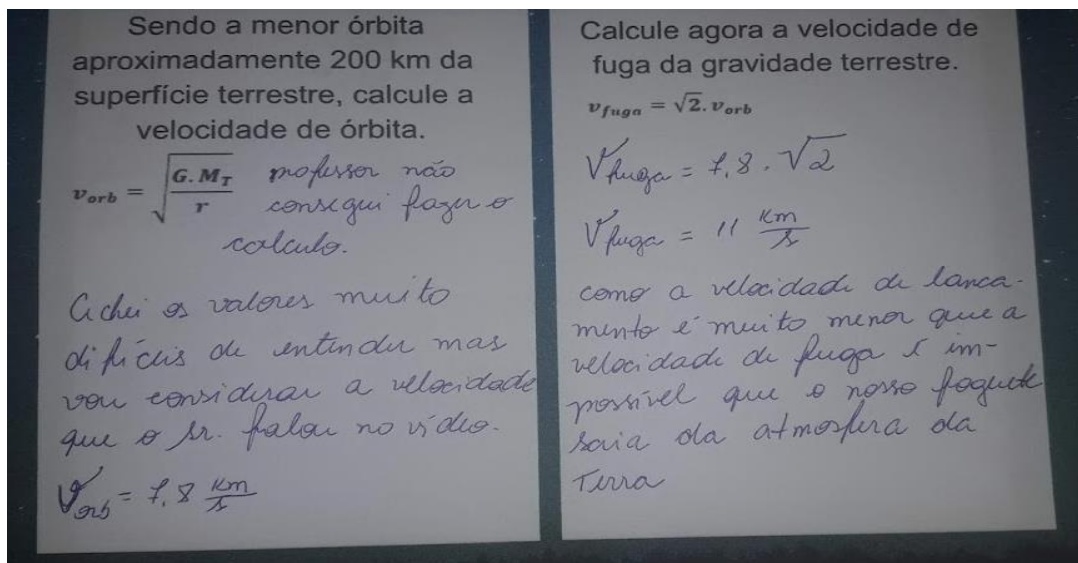 Sendo a menor órbita
aproximadamente 200 km da
superfície terrestre, calcule a
velocidade de órbita.
v_orb = √(G.M_T / r) professor não
consegui fazer o
calculo.
Achei os valores muito
difíceis de entender mas
vou considerar a velocidade
que o sr. falou no vídeo.
V_orb = 7,8 km/s
Calcule agora a velocidade de
fuga da gravidade terrestre.
v_fuga = √2. v_orb
V_fuga = 7,8 . √2
V_fuga = 11 km/s
como a velocidade de lanca-
mento é muito menor que a
velocidade de fuga é im-
possível que o nosso foguete
saia da atmosfera da
Terra